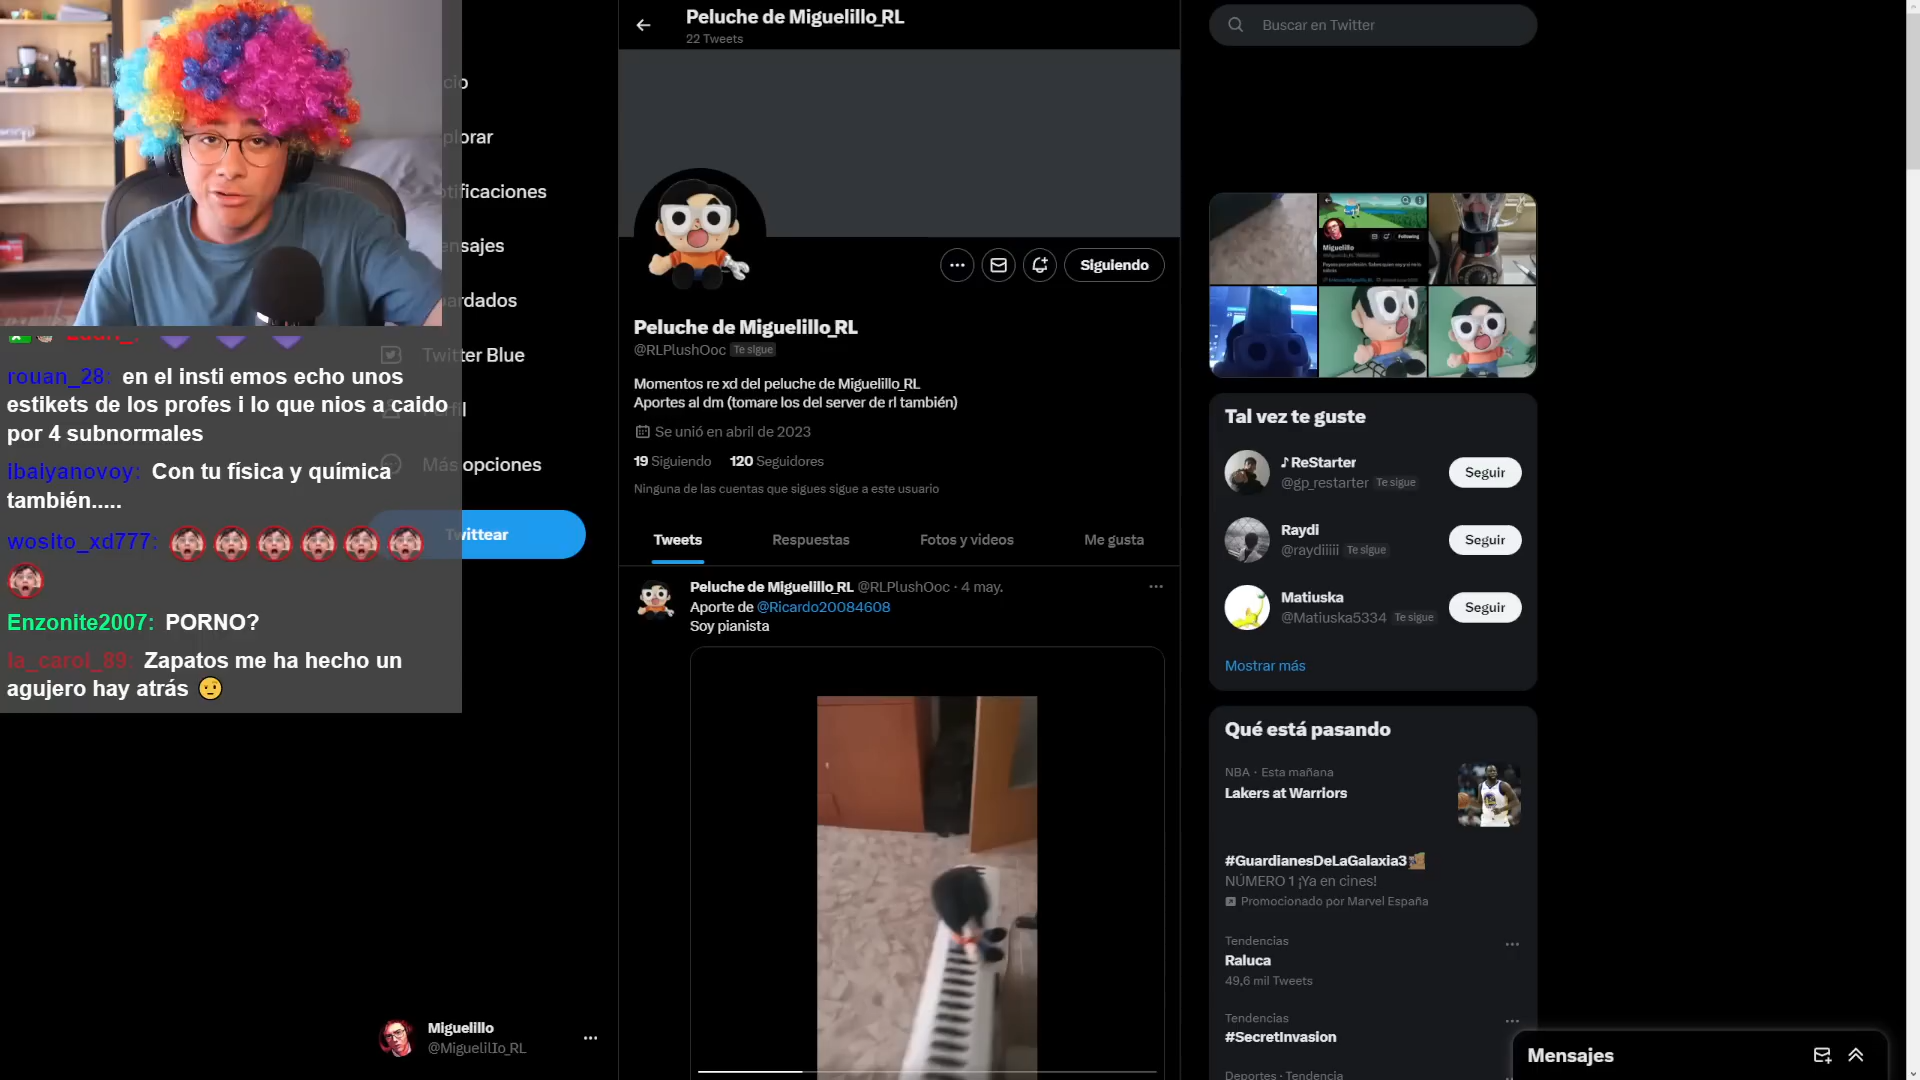 Peluche de Miguelillo_RL
22 Tweets
Buscar en Twitter
cio
plorar
tificaciones
nsajes
ardados
Twitter Blue
fil
Más opciones
Twittear
rouan_28: en el insti emos echo unos
estikets de los profes i lo que nios a caido
por 4 subnormales
ibaiyanovoy: Con tu física y química
también.....
wosito_xd777:
Enzonite2007: PORNO?
la_carol_89: Zapatos me ha hecho un
agujero hay atrás 🤨
Miguelillo
@MiguelilIo_RL
Siguiendo
Peluche de Miguelillo_RL
@RLPlushOoc Te sigue
Momentos re xd del peluche de Miguelillo_RL
Aportes al dm (tomare los del server de rl también)
Se unió en abril de 2023
19 Siguiendo 120 Seguidores
Ninguna de las cuentas que sigues sigue a este usuario
Tweets Respuestas Fotos y videos Me gusta
Peluche de Miguelillo_RL @RLPlushOoc · 4 may.
Aporte de @Ricardo20084608
Soy pianista
Miguelillo
Following
Tal vez te guste
♪ ReStarter
@gp_restarter Te sigue
Seguir
Raydi
@raydiiiii Te sigue
Seguir
Matiuska
@Matiuska5334 Te sigue
Seguir
Mostrar más
Qué está pasando
NBA · Esta mañana
Lakers at Warriors
#GuardianesDeLaGalaxia3
NÚMERO 1 ¡Ya en cines!
Promocionado por Marvel España
Tendencias
Raluca
49,6 mil Tweets
Tendencias
#SecretInvasion
Deportes · Tendencia
Mensajes